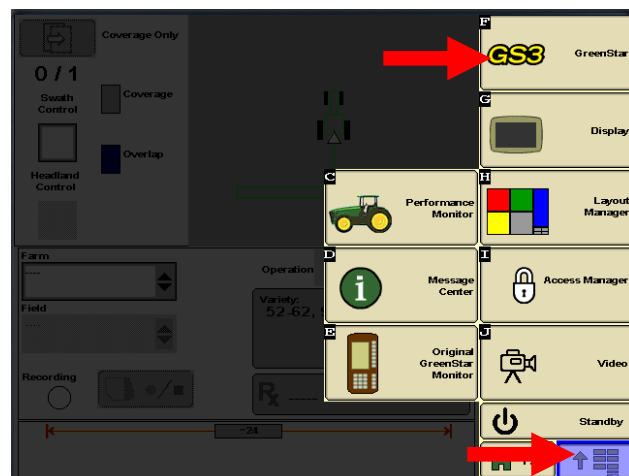 Coverage Only
0 / 1
Swath
Control
Coverage
Headland
Control
Overlap
F
GS3
GreenStar
G
Display
C
Performance
Monitor
H
Layout
Manager
D
Message
Center
I
Access Manager
E
Original
GreenStar
Monitor
J
Video
Standby
Farm
----
Field
----
Operation
Variety:
52-62,
Recording
Rx ----
-24